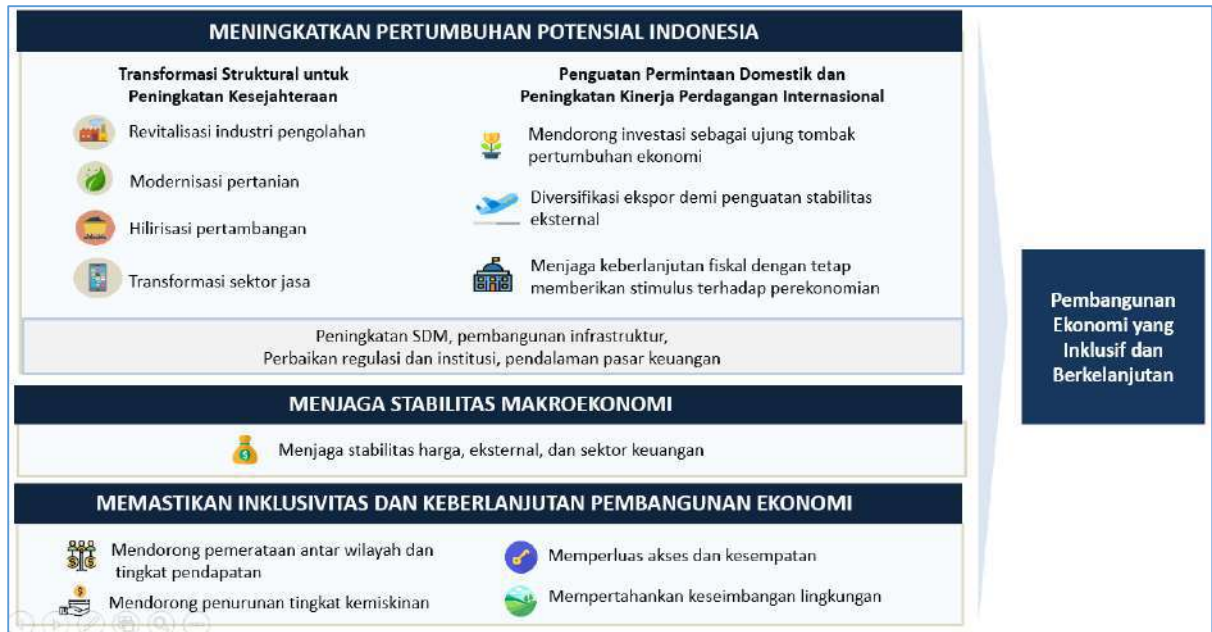 MENINGKATKAN PERTUMBUHAN POTENSIAL INDONESIA
Transformasi Struktural untuk
Peningkatan Kesejahteraan
Revitalisasi industri pengolahan
Modernisasi pertanian
Hilirisasi pertambangan
Transformasi sektor jasa
Penguatan Permintaan Domestik dan
Peningkatan Kinerja Perdagangan Internasional
Mendorong investasi sebagai ujung tombak
pertumbuhan ekonomi
Diversifikasi ekspor demi penguatan stabilitas
eksternal
Menjaga keberlanjutan fiskal dengan tetap
memberikan stimulus terhadap perekonomian
Peningkatan SDM, pembangunan infrastruktur,
Perbaikan regulasi dan institusi, pendalaman pasar keuangan
MENJAGA STABILITAS MAKROEKONOMI
Menjaga stabilitas harga, eksternal, dan sektor keuangan
MEMASTIKAN INKLUSIVITAS DAN KEBERLANJUTAN PEMBANGUNAN EKONOMI
Mendorong pemerataan antar wilayah dan
tingkat pendapatan
Mendorong penurunan tingkat kemiskinan
Memperluas akses dan kesempatan
Mempertahankan keseimbangan lingkungan
Pembangunan
Ekonomi yang
Inklusif dan
Berkelanjutan